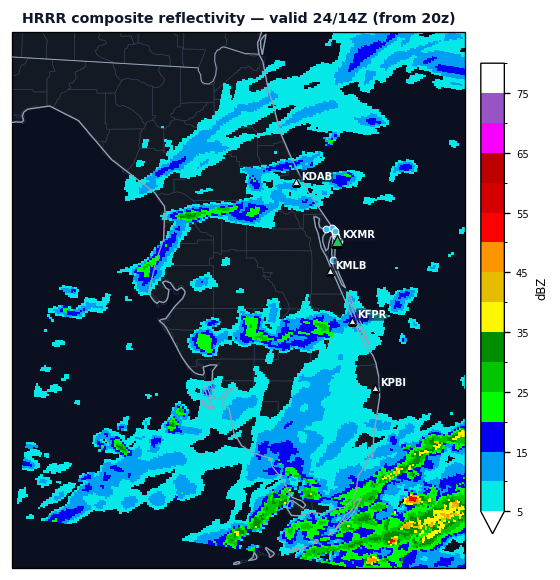 HRRR composite reflectivity — valid 24/14Z (from 20z)
75
65
55
45
35
25
15
5
dBZ
KDAB
KXMR
KMLB
KFPR
KPBI